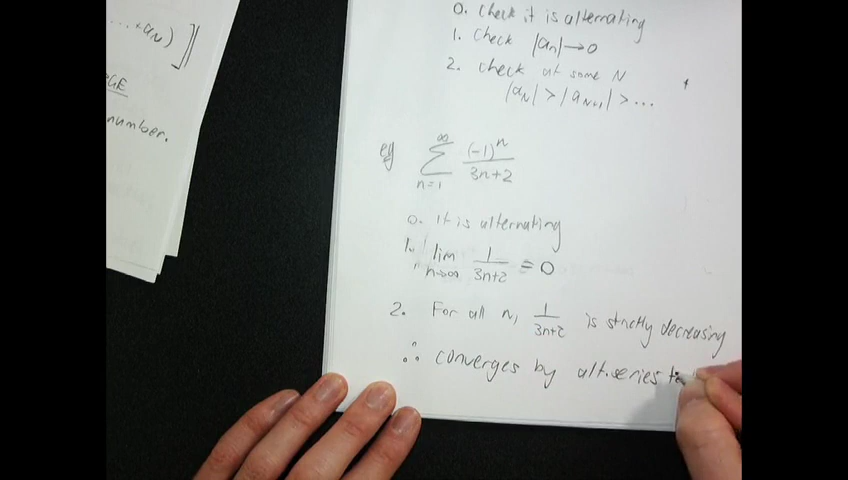 ...+aN)]]
GE
number.
0. Check it is alternating
1. Check |an|→0
2. check at some N
|aN|>|aN+1|>...
eg ∞∑n=1 (-1)^n/3n+2
0. It is alternating
1. lim n→∞ 1/3n+2 = 0
2. For all n, 1/3n+2 is strictly decreasing
∴ converges by alt. series